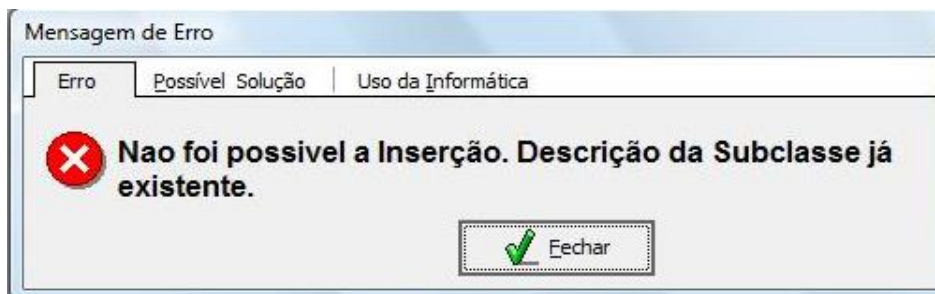 Mensagem de Erro
Erro Possível Solução Uso da Informática
Nao foi possivel a Inserção. Descrição da Subclasse já
existente.
Fechar